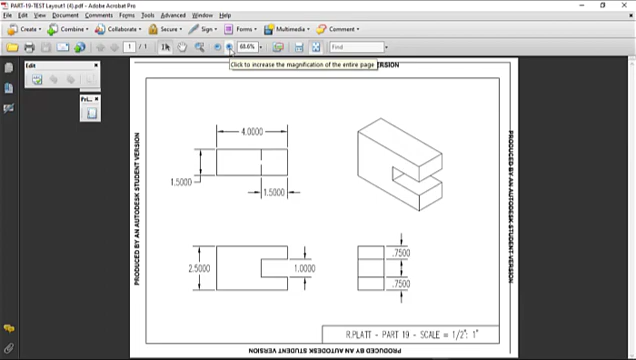 PART-19-TEST Layout1 (4).pdf - Adobe Acrobat Pro
File Edit View Document Comments Forms Tools Advanced Window Help
Create Combine Collaborate Secure Sign Forms Multimedia Comment
1 / 1 68.6% Find
Click to increase the magnification of the entire page
VERSION
Edit
Pri...
PRODUCED BY AN AUTODESK STUDENT VERSION
PRODUCED BY AN AUTODESK STUDENT VERSION
4.0000
1.5000
1.5000
2.5000
1.0000
.7500
.7500
R.PLATT - PART 19 - SCALE = 1/2": 1"
PRODUCED BY AN AUTODESK STUDENT VERSION